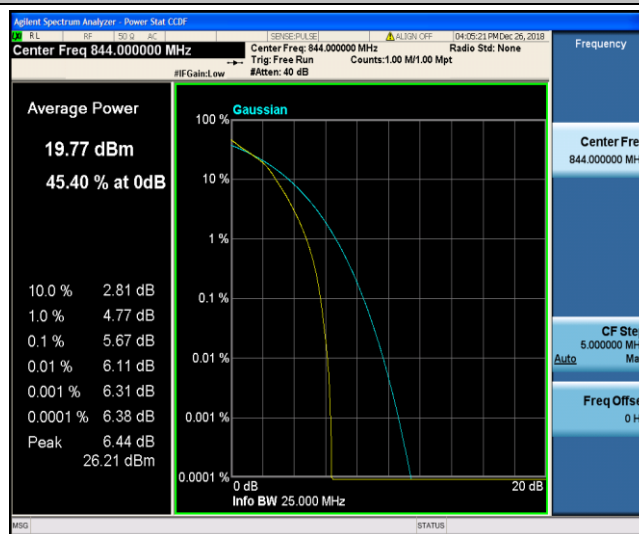 Agilent Spectrum Analyzer - Power Stat CCDF
RL RF 50 Ω AC SENSE:PULSE ALIGN OFF 04:05:21 PM Dec 26, 2018
Center Freq 844.000000 MHz Center Freq: 844.000000 MHz Radio Std: None
Trig: Free Run Counts:1.00 M/1.00 Mpt
#IFGain:Low #Atten: 40 dB
Frequency
Average Power
19.77 dBm
45.40 % at 0dB
10.0 % 2.81 dB
1.0 % 4.77 dB
0.1 % 5.67 dB
0.01 % 6.11 dB
0.001 % 6.31 dB
0.0001 % 6.38 dB
Peak 6.44 dB
26.21 dBm
Gaussian
100 %
10 %
1 %
0.1 %
0.01 %
0.001 %
0.0001 %
0 dB 20 dB
Info BW 25.000 MHz
Center Fre
844.000000 MH
CF Ste
5.000000 MH
Auto Ma
Freq Offse
0 H
MSG STATUS